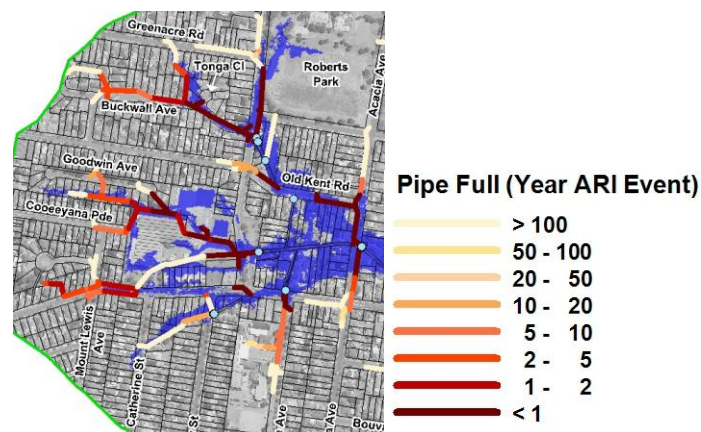 Greenacre Rd
Tonga Cl
Roberts
Park
Acacia Ave
Buckwall Ave
Goodwin Ave
Old Kent Rd
Cooeeyana Pde
Mount Lewis
Ave
Catherine St
St
Ave
Bouv
Pipe Full (Year ARI Event)
> 100
50 - 100
20 - 50
10 - 20
5 - 10
2 - 5
1 - 2
< 1